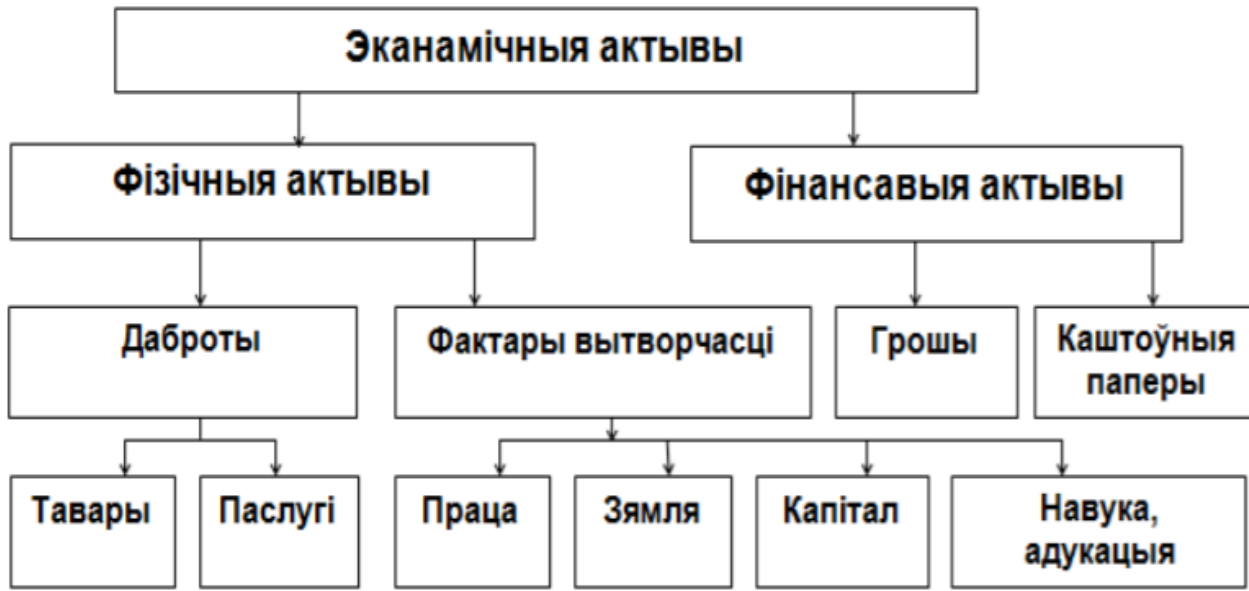 Эканамічныя актывы
Фізічныя актывы
Фінансавыя актывы
Даброты
Фактары вытворчасці
Грошы
Каштоўныя
паперы
Тавары
Паслугі
Праца
Зямля
Капітал
Навука,
адукацыя